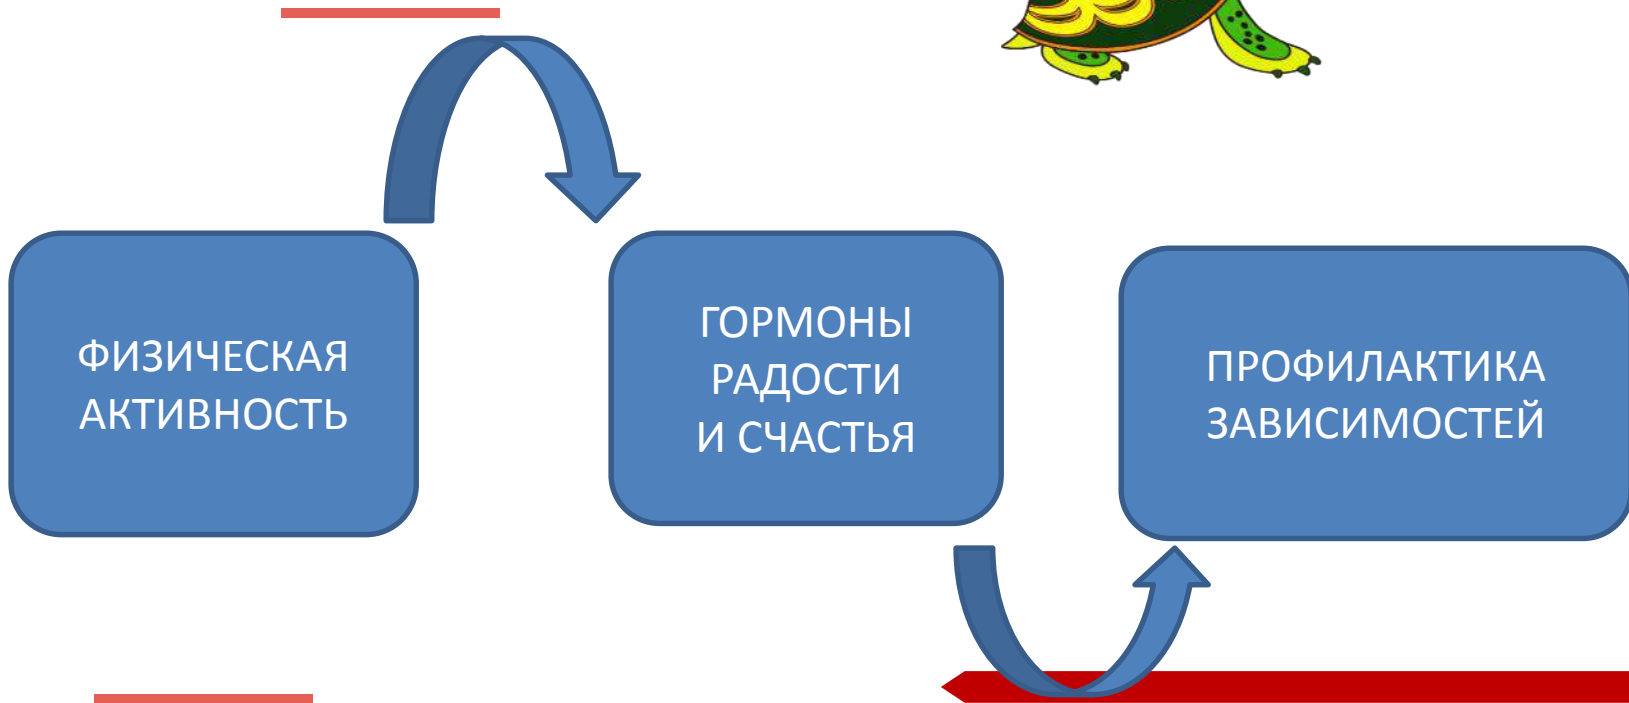 ФИЗИЧЕСКАЯ
АКТИВНОСТЬ
ГОРМОНЫ
РАДОСТИ
И СЧАСТЬЯ
ПРОФИЛАКТИКА
ЗАВИСИМОСТЕЙ